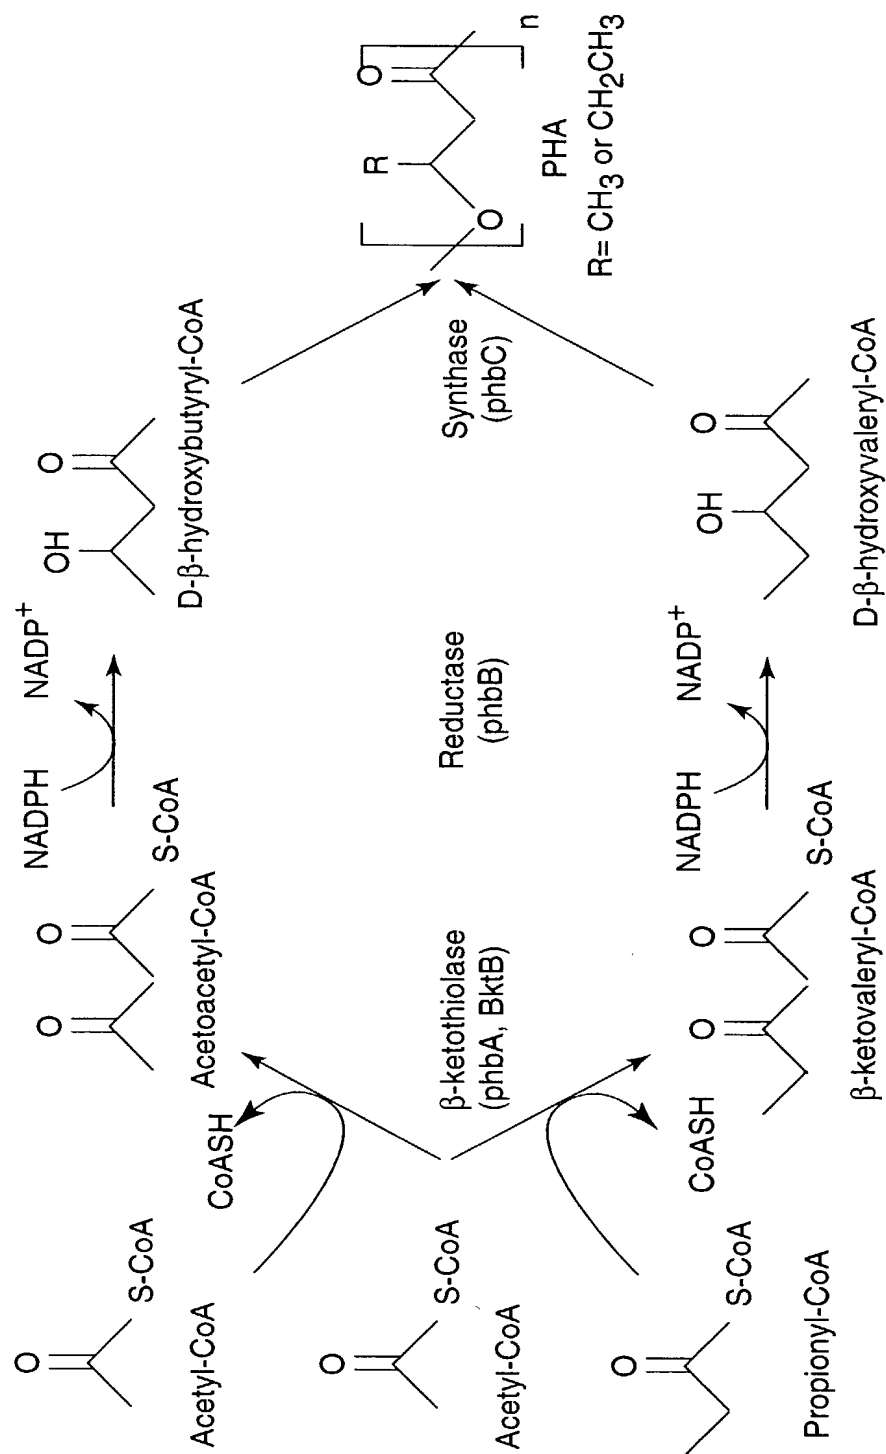 O
S-CoA
Acetyl-CoA
CoASH
O
O
S-CoA
Acetoacetyl-CoA
NADPH
NADP+
OH
O
D-β-hydroxybutyryl-CoA
O
S-CoA
Acetyl-CoA
β-ketothiolase
(phbA, BktB)
Reductase
(phbB)
Synthase
(phbC)
R
O
O
n
PHA
R= CH3 or CH2CH3
O
S-CoA
Propionyl-CoA
CoASH
O
O
S-CoA
β-ketovaleryl-CoA
NADPH
NADP+
OH
O
D-β-hydroxyvaleryl-CoA